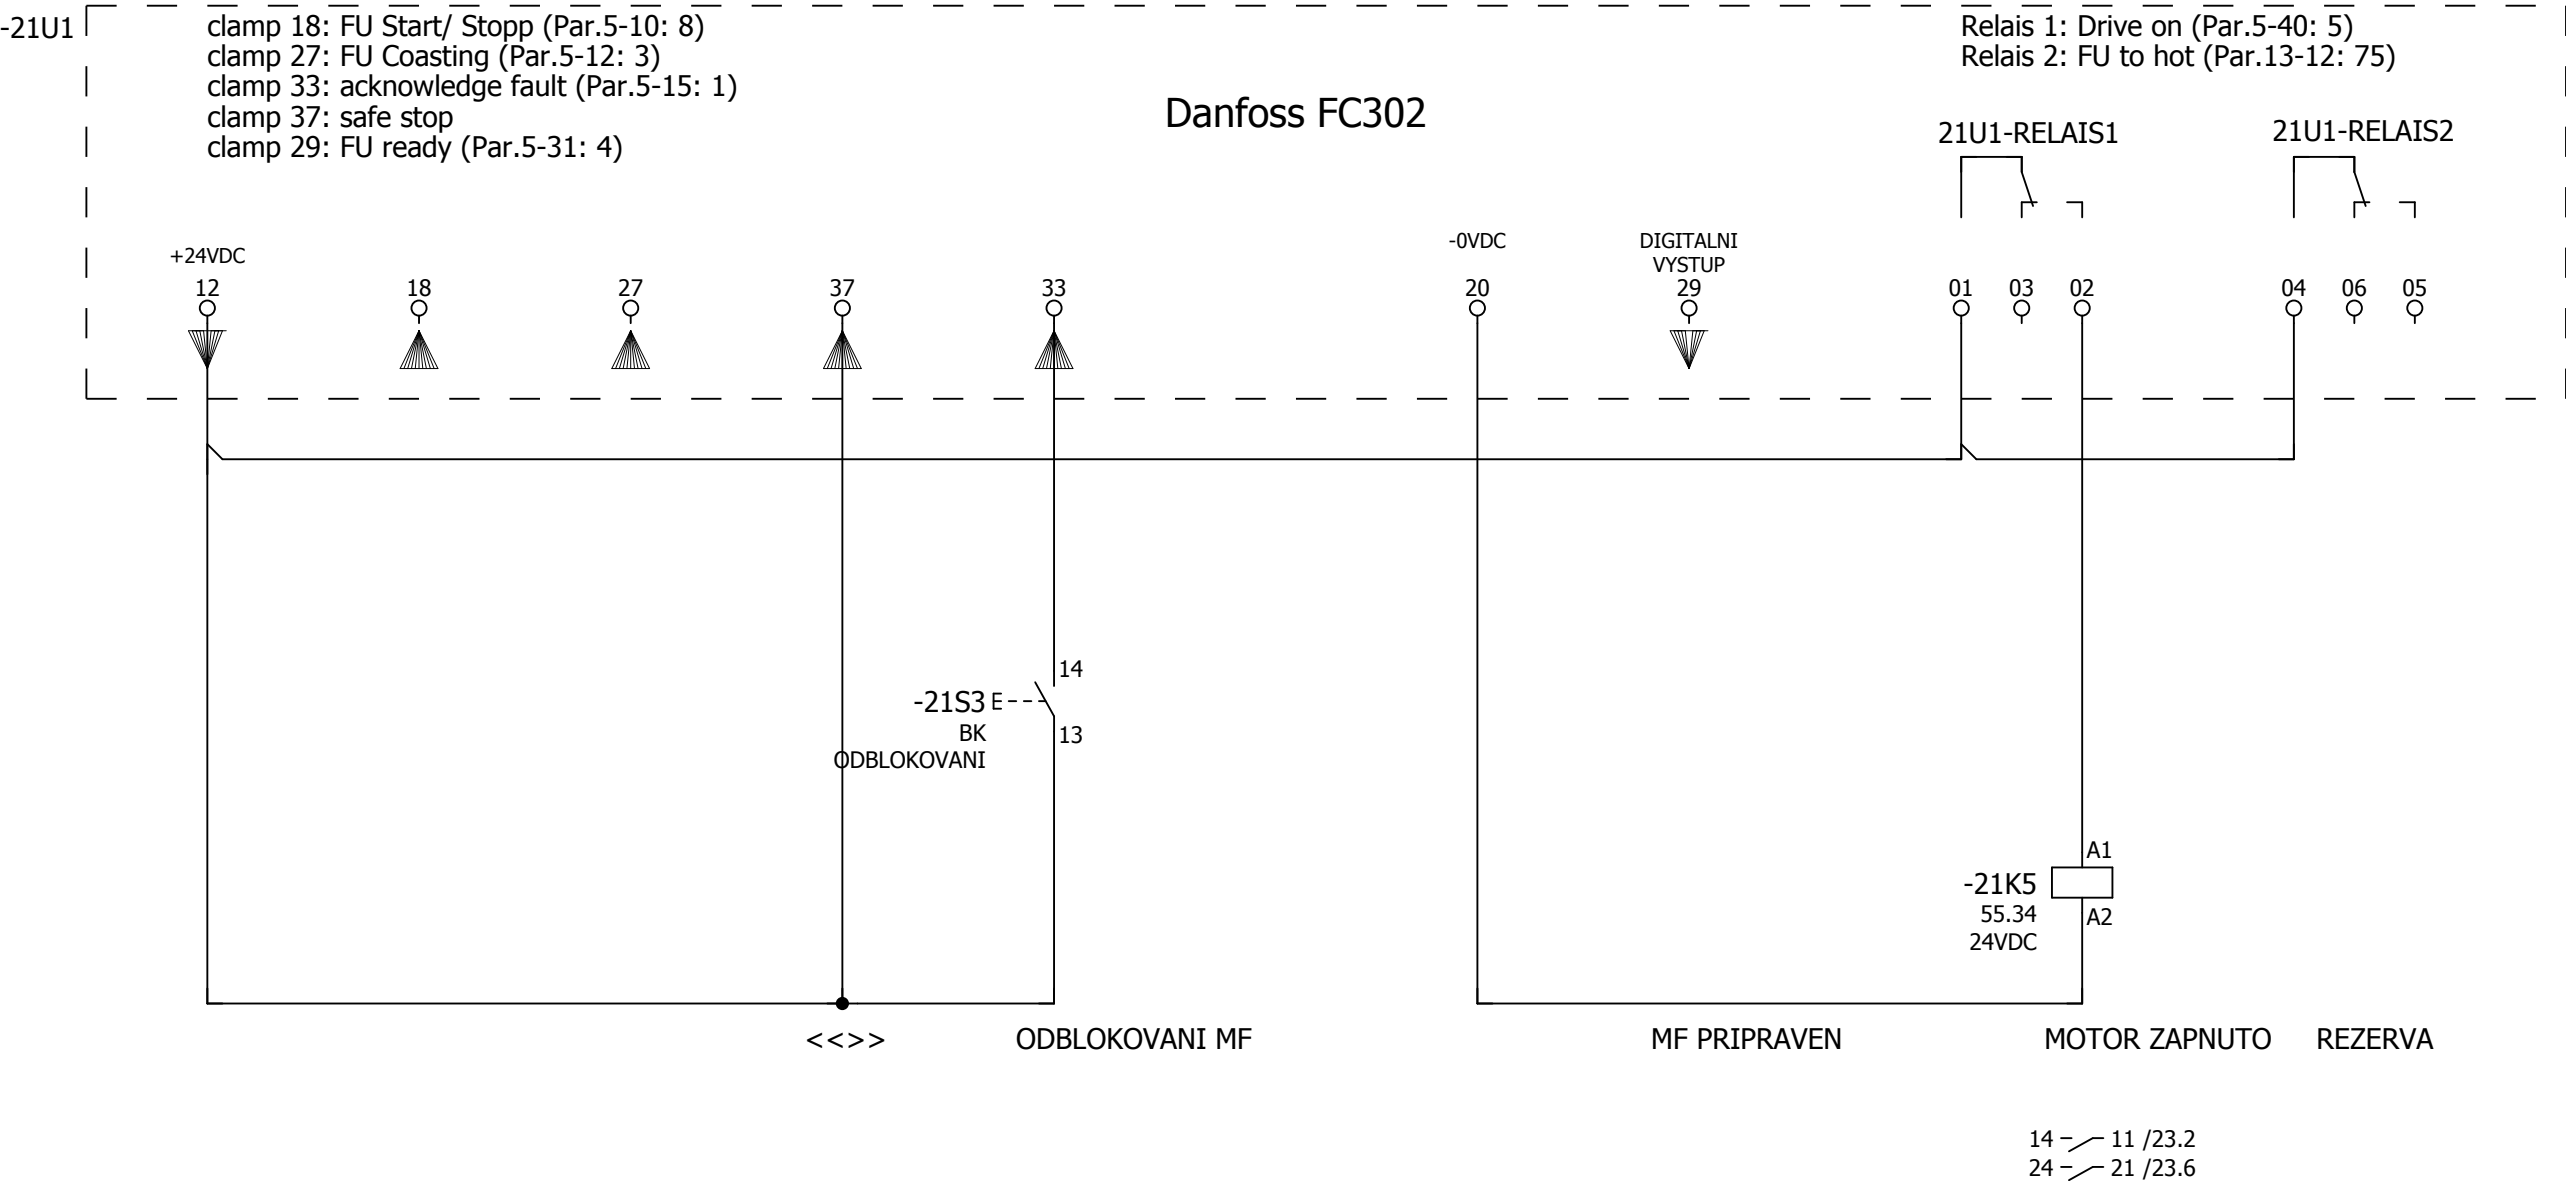 -21U1
clamp 18: FU Start/ Stopp (Par.5-10: 8)
clamp 27: FU Coasting (Par.5-12: 3)
clamp 33: acknowledge fault (Par.5-15: 1)
clamp 37: safe stop
clamp 29: FU ready (Par.5-31: 4)
Danfoss FC302
Relais 1: Drive on (Par.5-40: 5)
Relais 2: FU to hot (Par.13-12: 75)
21U1-RELAIS1
21U1-RELAIS2
+24VDC
-0VDC
DIGITALNI
VYSTUP
12
18
27
37
33
20
29
01
03
02
04
06
05
14
-21S3
BK
13
ODBLOKOVANI
A1
-21K5
55.34
A2
24VDC
<<>>
ODBLOKOVANI MF
MF PRIPRAVEN
MOTOR ZAPNUTO
REZERVA
14 11 /23.2
24 21 /23.6